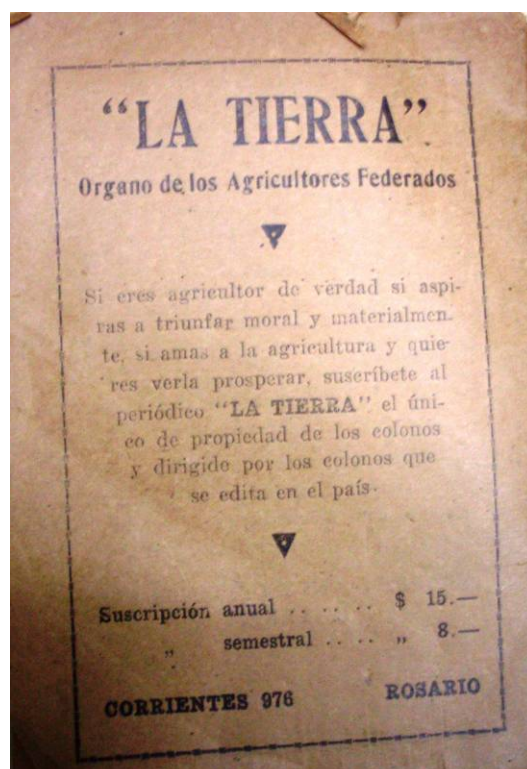 “LA TIERRA”
Organo de los Agricultores Federados
Si eres agricultor de verdad si aspi-
ras a triunfar moral y materialmen.
te, si amas a la agricultura y quie-
res verla prosperar, suscríbete al
periódico “LA TIERRA” el úni-
co de propiedad de los colonos
y dirigido por los colonos que
se edita en el país.
Suscripción anual . . . . . . $ 15.—
„ semestral . . . . „ 8.—
CORRIENTES 976 ROSARIO